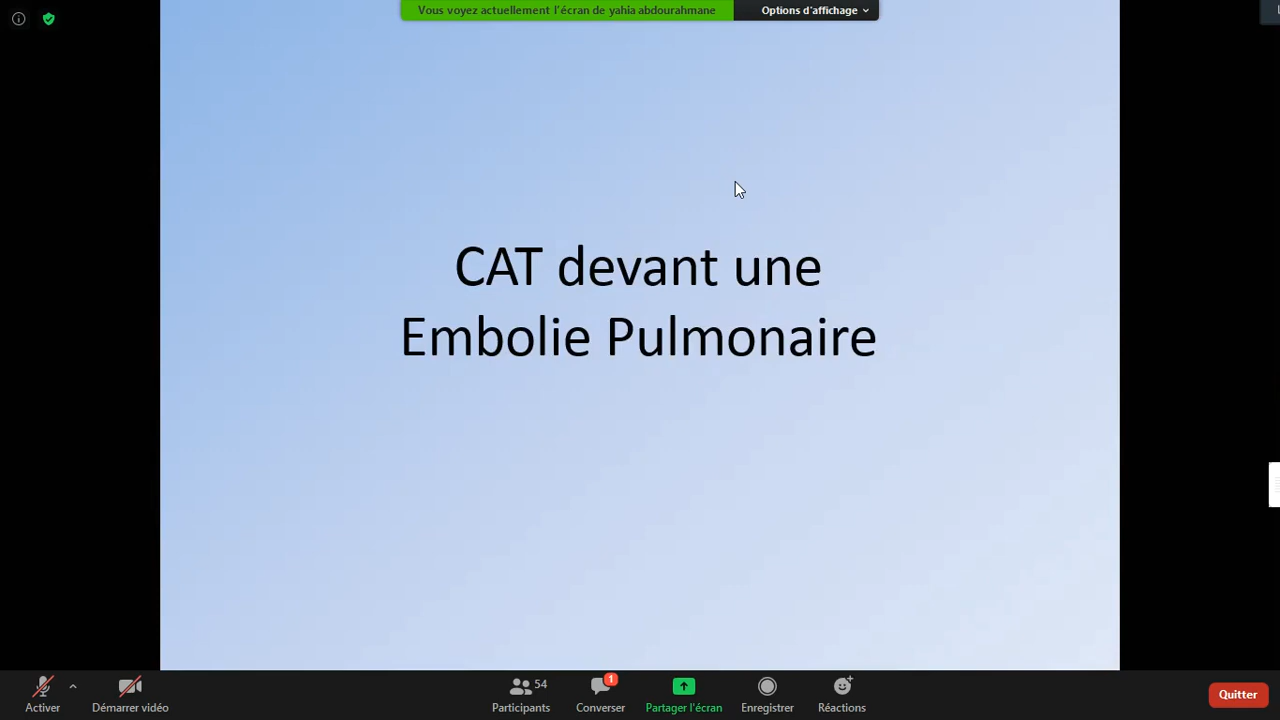 Vous voyez actuellement l'écran de yahia abdourahmane
Options d'affichage
CAT devant une
Embolie Pulmonaire
Activer
Démarrer vidéo
54
Participants
1
Converser
Partager l'écran
Enregistrer
Réactions
Quitter